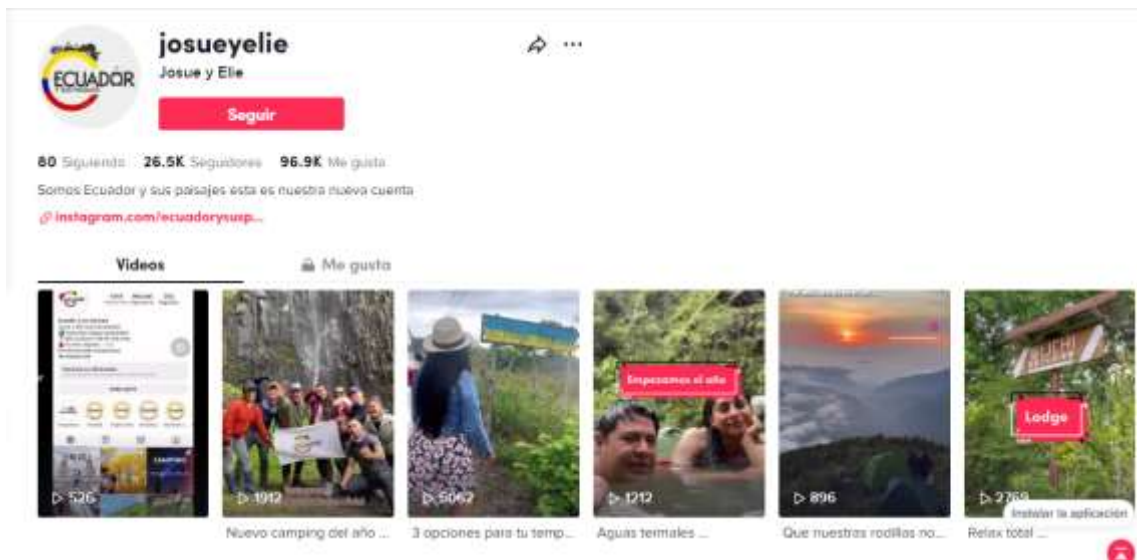 josueyelie
Josue y Elie
ECUADOR
Seguir
80 Siguiendo 26.5K Seguidores 96.9K Me gusta
Somos Ecuador y sus paisajes esta es nuestra nueva cuenta
instagram.com/ecuadorysusp...
Videos Me gusta
Empezamos el año
Lodge
526 1912 5062 1212 896 2769
Instalar la aplicación
Nuevo camping del año ... 3 opciones para tu temp... Aguas termales ... Que nuestras rodillas no... Relax total ...